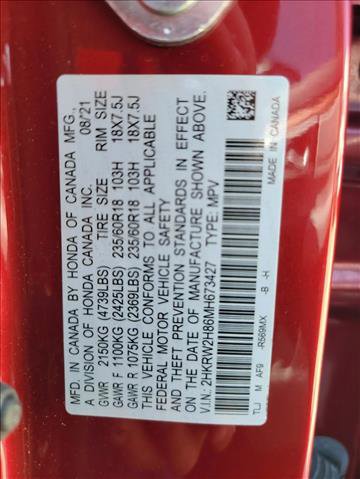 MFD. IN CANADA BY HONDA OF CANADA MFG.,
A DIVISION OF HONDA CANADA INC. 08/21
GVWR 2150KG (4739LBS) TIRE SIZE RIM SIZE
GAWR F 1100KG (2425LBS) 235/60R18 103H 18X7.5J
GAWR R 1075KG (2369LBS) 235/60R18 103H 18X7.5J
THIS VEHICLE CONFORMS TO ALL APPLICABLE
FEDERAL MOTOR VEHICLE SAFETY
AND THEFT PREVENTION STANDARDS IN EFFECT
ON THE DATE OF MANUFACTURE SHOWN ABOVE.
V.I.N.: 2HKRW2H86MH673427 TYPE: MPV
TLJ M AF9 -R569MX -B -H
MADE IN CANADA